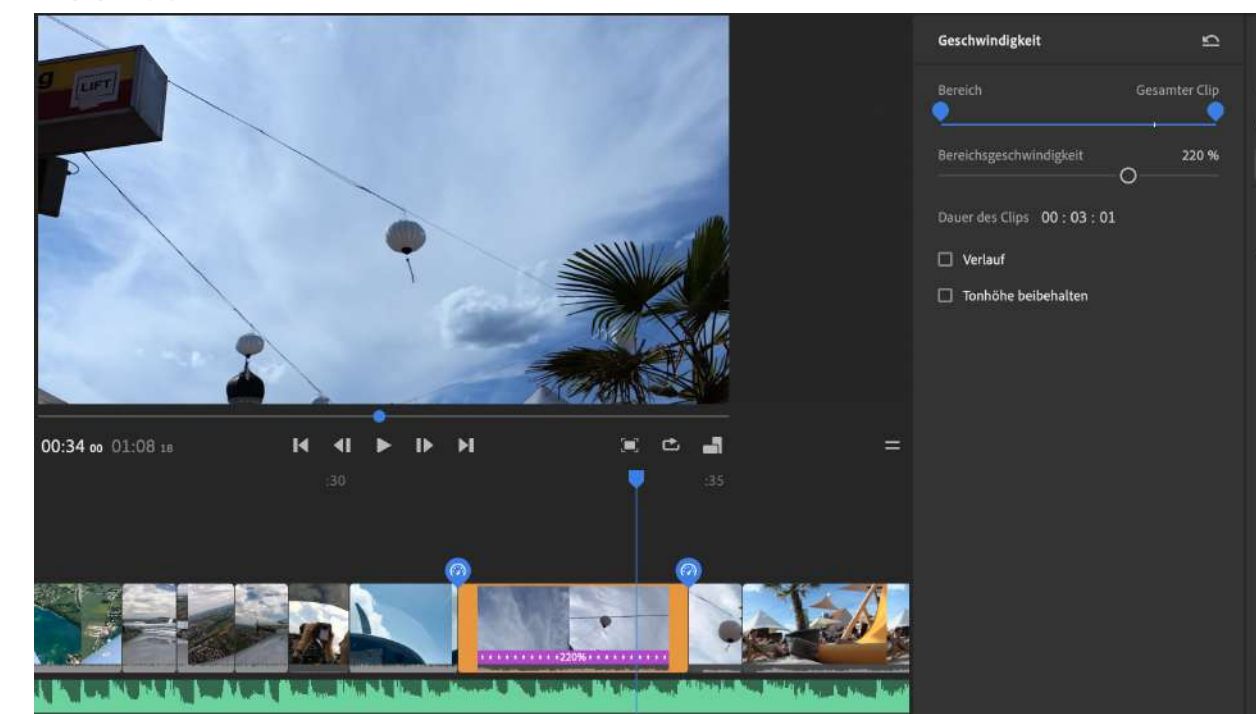 g
LIFT
Geschwindigkeit
Bereich Gesamter Clip
Bereichsgeschwindigkeit 220 %
Dauer des Clips 00 : 03 : 01
Verlauf
Tonhöhe beibehalten
00:34 00 01:08 18
:30 :35
220%